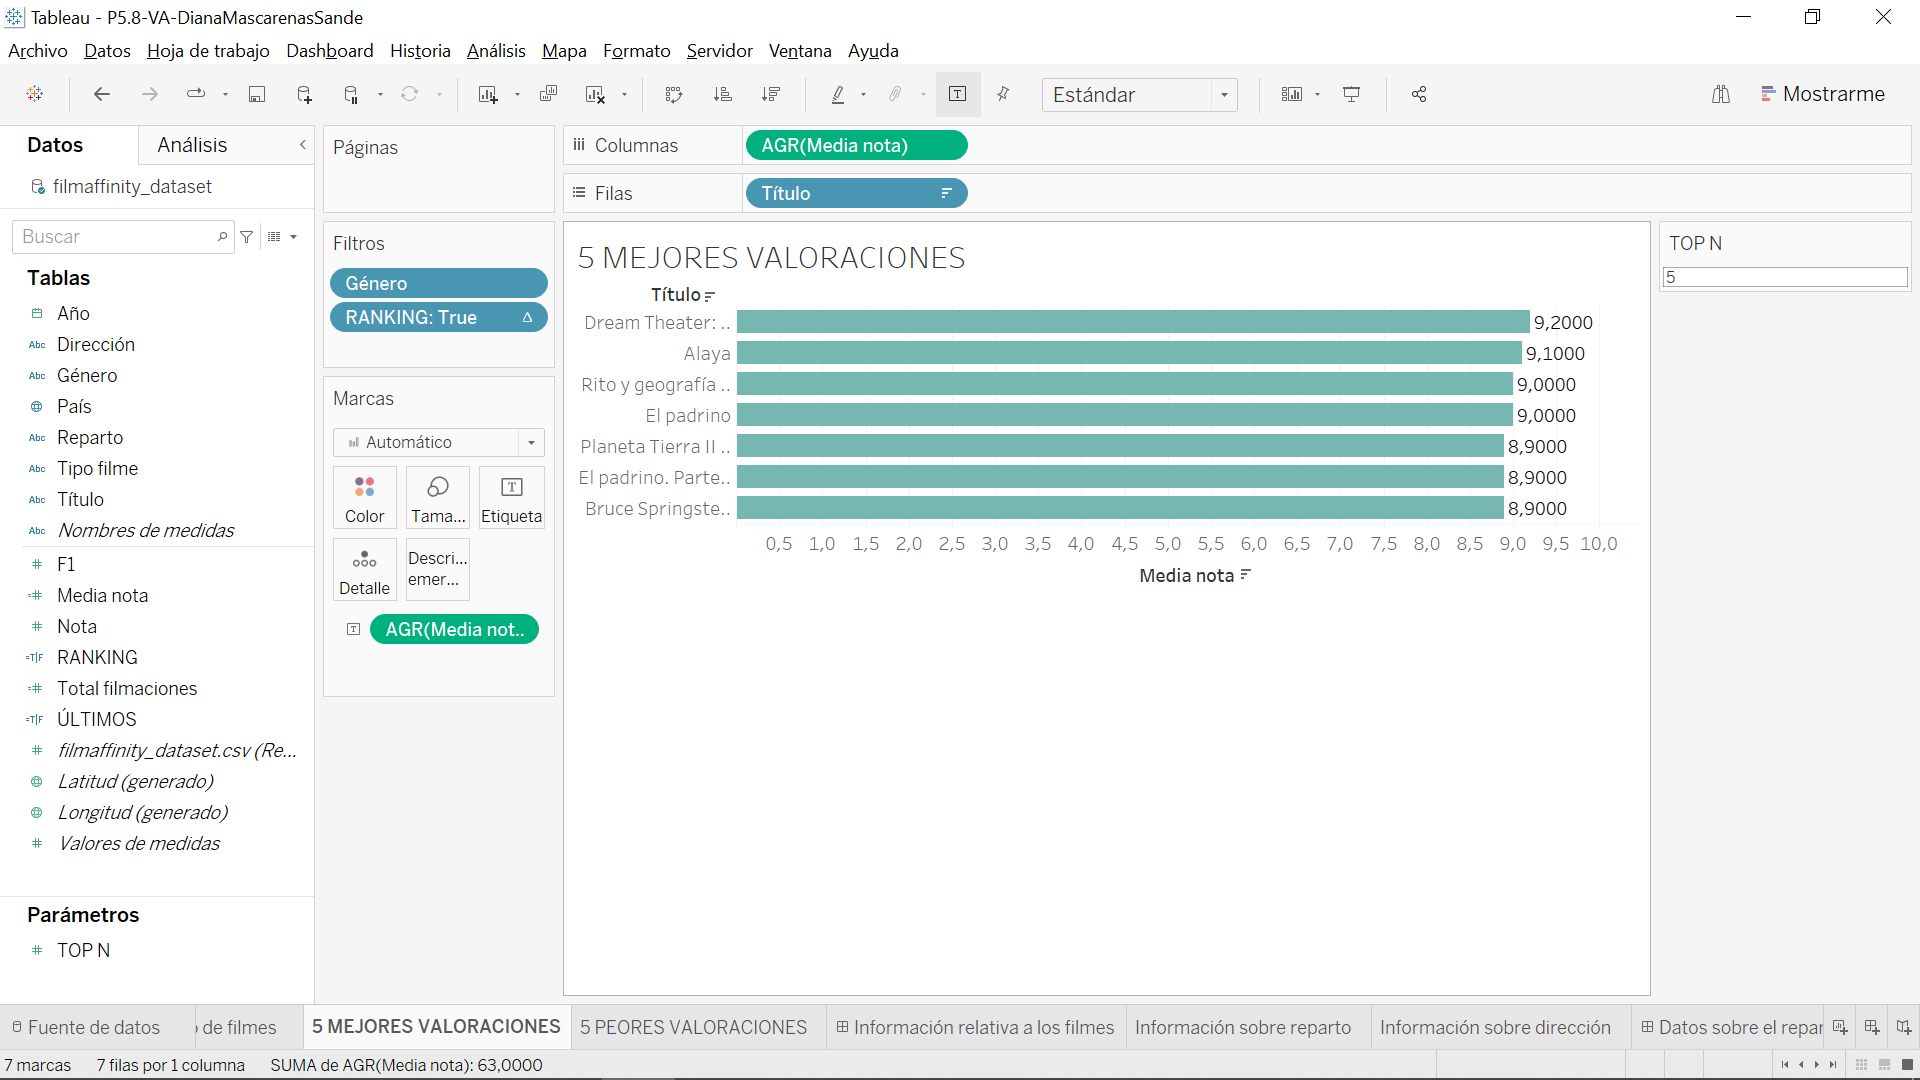 Tableau - P5.8-VA-DianaMascarenasSande
Archivo Datos Hoja de trabajo Dashboard Historia Análisis Mapa Formato Servidor Ventana Ayuda
Estándar
Mostrarme
Datos
Análisis
filmaffinity_dataset
Buscar
Tablas
Año
Abc Dirección
Abc Género
País
Abc Reparto
Abc Tipo filme
Abc Título
Abc Nombres de medidas
# F1
=# Media nota
# Nota
=T|F RANKING
=# Total filmaciones
=T|F ÚLTIMOS
# filmaffinity_dataset.csv (Re...
Latitud (generado)
Longitud (generado)
# Valores de medidas
Parámetros
# TOP N
Páginas
Filtros
Género
RANKING: True Δ
Marcas
Automático
Color
Tama...
Etiqueta
Detalle
Descri...
emer...
AGR(Media not..
Columnas
AGR(Media nota)
Filas
Título
5 MEJORES VALORACIONES
Título
Dream Theater: .. 9,2000
Alaya 9,1000
Rito y geografía .. 9,0000
El padrino 9,0000
Planeta Tierra II .. 8,9000
El padrino. Parte.. 8,9000
Bruce Springste.. 8,9000
0,5 1,0 1,5 2,0 2,5 3,0 3,5 4,0 4,5 5,0 5,5 6,0 6,5 7,0 7,5 8,0 8,5 9,0 9,5 10,0
Media nota
TOP N
5
Fuente de datos
de filmes
5 MEJORES VALORACIONES
5 PEORES VALORACIONES
Información relativa a los filmes
Información sobre reparto
Información sobre dirección
Datos sobre el repar
7 marcas 7 filas por 1 columna SUMA de AGR(Media nota): 63,0000